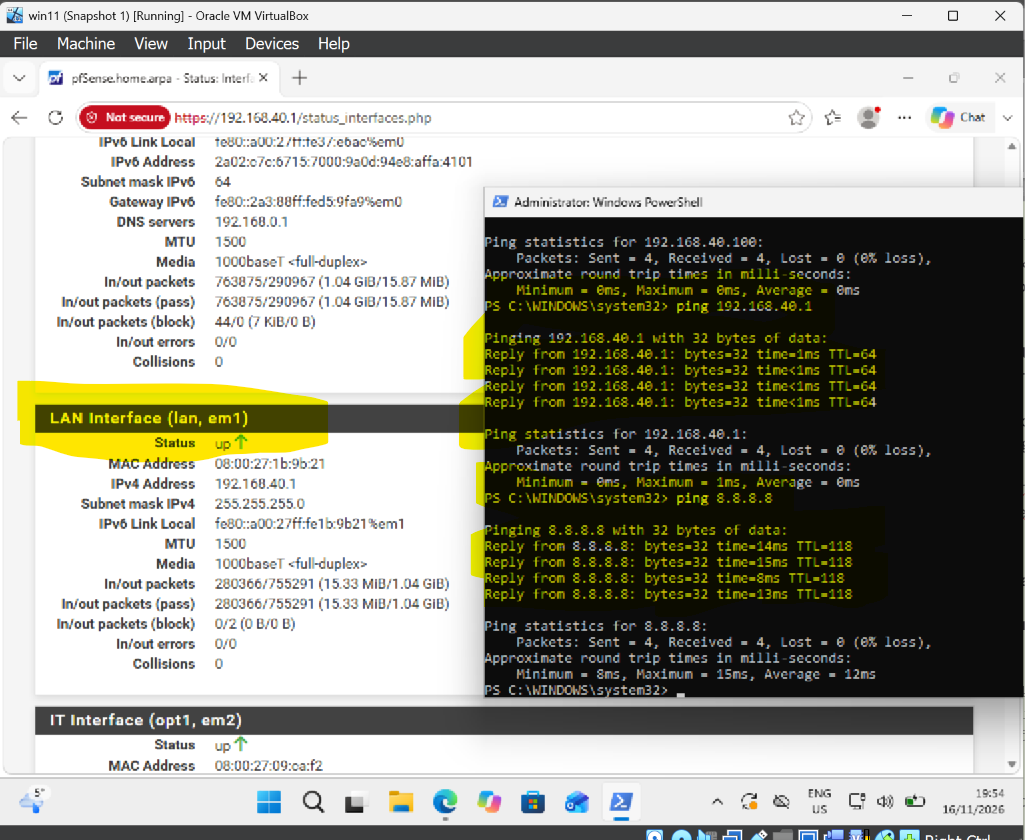 win11 (Snapshot 1) [Running] - Oracle VM VirtualBox
File Machine View Input Devices Help
pfSense.home.arpa - Status: Interfa
Not secure https://192.168.40.1/status_interfaces.php
Chat
IPv6 Link Local fe80::a00:27ff:fe37:ebac%em0
IPv6 Address 2a02:c7c:6715:7000:9a0d:94e8:affa:4101
Subnet mask IPv6 64
Gateway IPv6 fe80::2a3:88ff:fed5:9fa9%em0
DNS servers 192.168.0.1
MTU 1500
Media 1000baseT <full-duplex>
In/out packets 763875/290967 (1.04 GiB/15.87 MiB)
In/out packets (pass) 763875/290967 (1.04 GiB/15.87 MiB)
In/out packets (block) 44/0 (7 KiB/0 B)
In/out errors 0/0
Collisions 0
LAN Interface (lan, em1)
Status up
MAC Address 08:00:27:1b:9b:21
IPv4 Address 192.168.40.1
Subnet mask IPv4 255.255.255.0
IPv6 Link Local fe80::a00:27ff:fe1b:9b21%em1
MTU 1500
Media 1000baseT <full-duplex>
In/out packets 280366/755291 (15.33 MiB/1.04 GiB)
In/out packets (pass) 280366/755291 (15.33 MiB/1.04 GiB)
In/out packets (block) 0/2 (0 B/0 B)
In/out errors 0/0
Collisions 0
IT Interface (opt1, em2)
Status up
MAC Address 08:00:27:09:ca:f2
Administrator: Windows PowerShell
Ping statistics for 192.168.40.100:
Packets: Sent = 4, Received = 4, Lost = 0 (0% loss),
Approximate round trip times in milli-seconds:
Minimum = 0ms, Maximum = 0ms, Average = 0ms
PS C:\WINDOWS\system32> ping 192.168.40.1
Pinging 192.168.40.1 with 32 bytes of data:
Reply from 192.168.40.1: bytes=32 time=1ms TTL=64
Reply from 192.168.40.1: bytes=32 time<1ms TTL=64
Reply from 192.168.40.1: bytes=32 time<1ms TTL=64
Reply from 192.168.40.1: bytes=32 time<1ms TTL=64
Ping statistics for 192.168.40.1:
Packets: Sent = 4, Received = 4, Lost = 0 (0% loss),
Approximate round trip times in milli-seconds:
Minimum = 0ms, Maximum = 1ms, Average = 0ms
PS C:\WINDOWS\system32> ping 8.8.8.8
Pinging 8.8.8.8 with 32 bytes of data:
Reply from 8.8.8.8: bytes=32 time=14ms TTL=118
Reply from 8.8.8.8: bytes=32 time=15ms TTL=118
Reply from 8.8.8.8: bytes=32 time=8ms TTL=118
Reply from 8.8.8.8: bytes=32 time=13ms TTL=118
Ping statistics for 8.8.8.8:
Packets: Sent = 4, Received = 4, Lost = 0 (0% loss),
Approximate round trip times in milli-seconds:
Minimum = 8ms, Maximum = 15ms, Average = 12ms
PS C:\WINDOWS\system32>
5°
ENG
US
19:54
16/11/2026
Right Ctrl